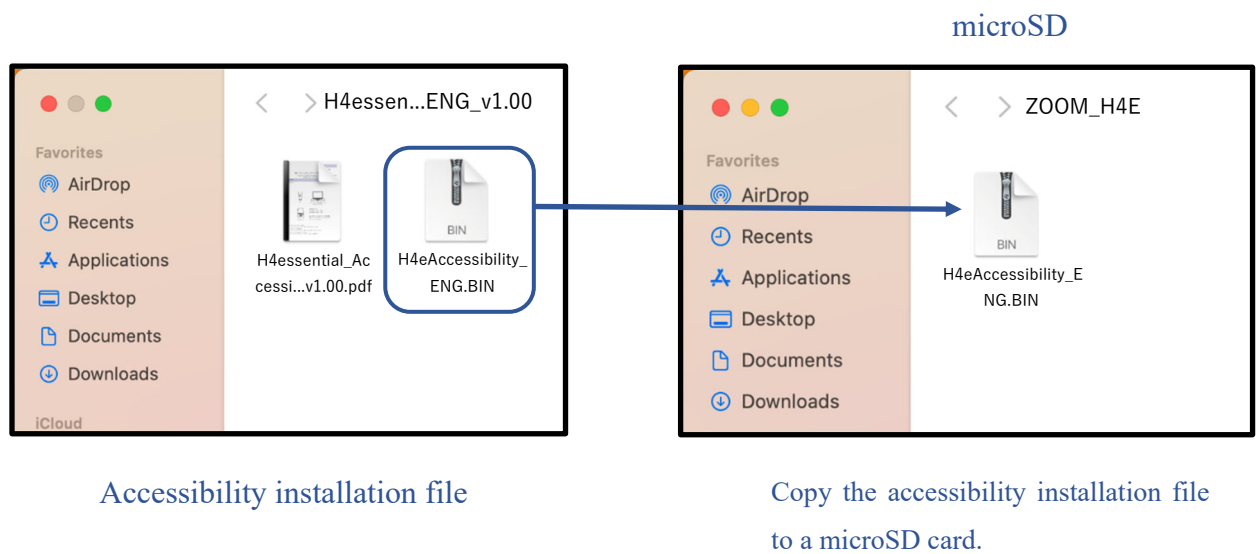 microSD
H4essen...ENG_v1.00
Favorites
AirDrop
Recents
Applications
Desktop
Documents
Downloads
iCloud
H4essential_Ac
cessi...v1.00.pdf
BIN
H4eAccessibility_
ENG.BIN
ZOOM_H4E
Favorites
AirDrop
Recents
Applications
Desktop
Documents
Downloads
BIN
H4eAccessibility_E
NG.BIN
Accessibility installation file
Copy the accessibility installation file
to a microSD card.